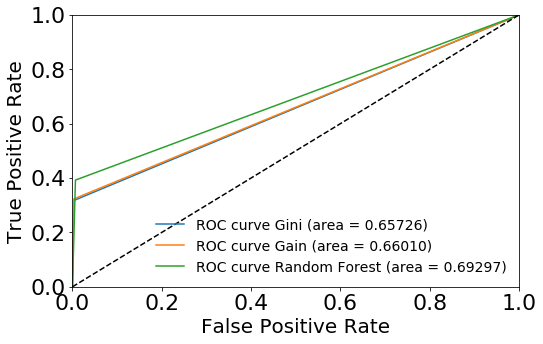 True Positive Rate
1.0
0.8
0.6
0.4
0.2
0.0
ROC curve Gini (area = 0.65726)
ROC curve Gain (area = 0.66010)
ROC curve Random Forest (area = 0.69297)
0.0 0.2 0.4 0.6 0.8 1.0
False Positive Rate